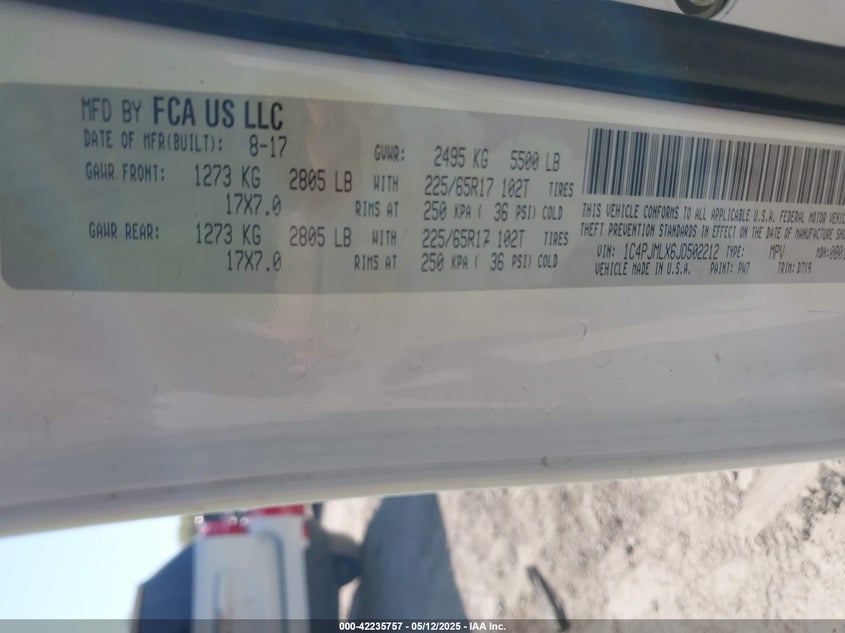 MFD BY FCA US LLC
DATE OF MFR(BUILT): 8-17 GVWR: 2495 KG 5500 LB
GAWR FRONT: 1273 KG 2805 LB WITH 225/65R17 102T TIRES
17X7.0 RIMS AT 250 KPA ( 36 PSI) COLD
GAWR REAR: 1273 KG 2805 LB WITH 225/65R17 102T TIRES
17X7.0 RIMS AT 250 KPA ( 36 PSI) COLD
THIS VEHICLE CONFORMS TO ALL APPLICABLE U.S.A. FEDERAL MOTOR
THEFT PREVENTION STANDARDS IN EFFECT ON THE DATE OF MANUFACTURE
VIN: 1C4PJMLX6JD502212 TYPE: MPV MDH:
VEHICLE MADE IN U.S.A. PAINT: PW7 TRIM: D7X9
000-42235757 - 05/12/2025 - IAA Inc.